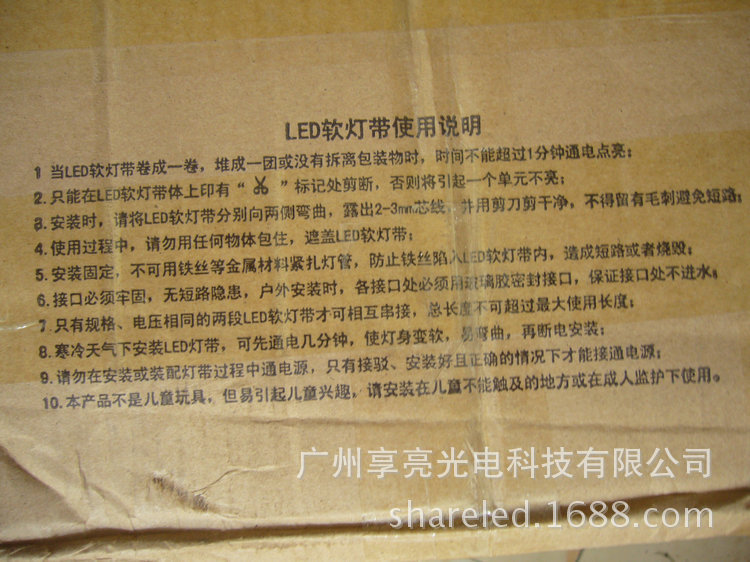 LED软灯带使用说明
1 当LED软灯带卷成一卷，堆成一团或没有拆离包装物时，时间不能超过1分钟通电点亮；
2. 只能在LED软灯带体上印有“✂”标记处剪断，否则将引起一个单元不亮；
3. 安装时，请将LED软灯带分别向两侧弯曲，露出2-3mm芯线，并用剪刀剪干净，不得留有毛刺避免短路；
4. 使用过程中，请勿用任何物体包住，遮盖LED软灯带；
5. 安装固定，不可用铁丝等金属材料紧扎灯管，防止铁丝陷入LED软灯带内，造成短路或者烧毁；
6. 接口必须牢固，无短路隐患，户外安装时，各接口处必须用玻璃胶密封接口，保证接口处不进水。
7. 只有规格、电压相同的两段LED软灯带才可相互串接，总长度不可超过最大使用长度；
8. 寒冷天气下安装LED灯带，可先通电几分钟，使灯身变软，易弯曲，再断电安装；
9. 请勿在安装或装配灯带过程中通电源，只有接驳、安装好且正确的情况下才能接通电源；
10. 本产品不是儿童玩具，但易引起儿童兴趣，请安装在儿童不能触及的地方或在成人监护下使用。
广州享亮光电科技有限公司
shareled.1688.com